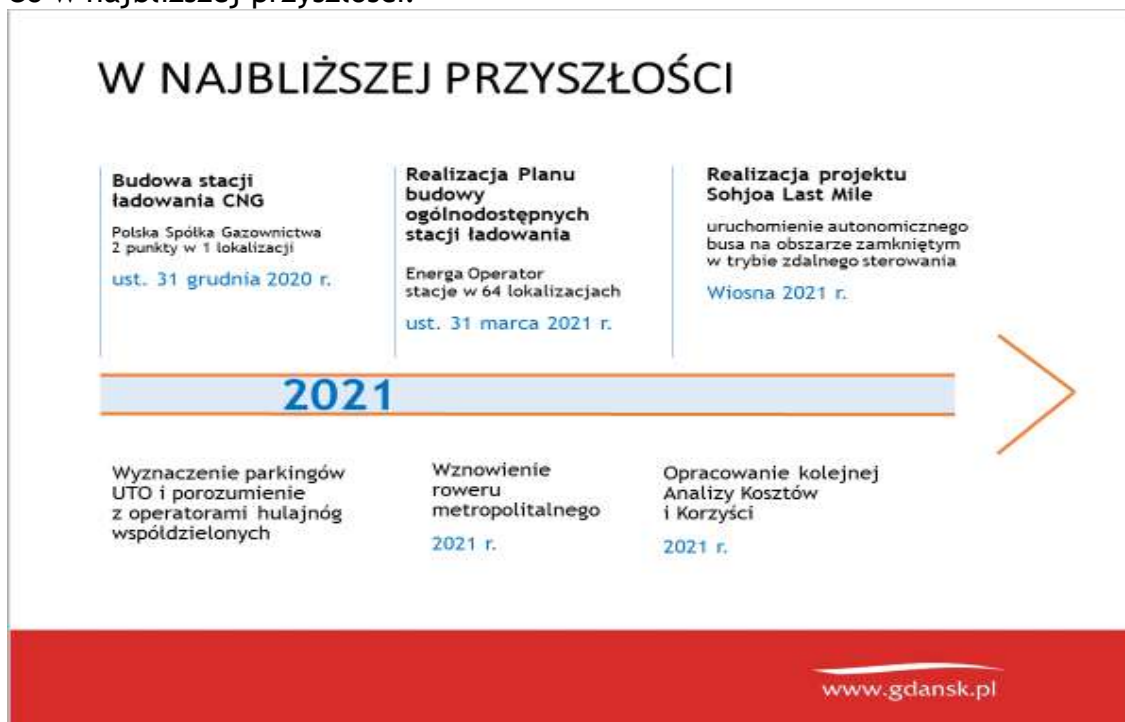 Co w najbliższej przyszłości:
W NAJBLIŻSZEJ PRZYSZŁOŚCI
Budowa stacji
ładowania CNG
Polska Spółka Gazownictwa
2 punkty w 1 lokalizacji
ust. 31 grudnia 2020 r.
Realizacja Planu
budowy
ogólnodostępnych
stacji ładowania
Energa Operator
stacje w 64 lokalizacjach
ust. 31 marca 2021 r.
Realizacja projektu
Sohjoa Last Mile
uruchomienie autonomicznego
busa na obszarze zamkniętym
w trybie zdalnego sterowania
Wiosna 2021 r.
2021
Wyznaczenie parkingów
UTO i porozumienie
z operatorami hulajnóg
współdzielonych
Wznowienie
roweru
metropolitalnego
2021 r.
Opracowanie kolejnej
Analizy Kosztów
i Korzyści
2021 r.
www.gdansk.pl